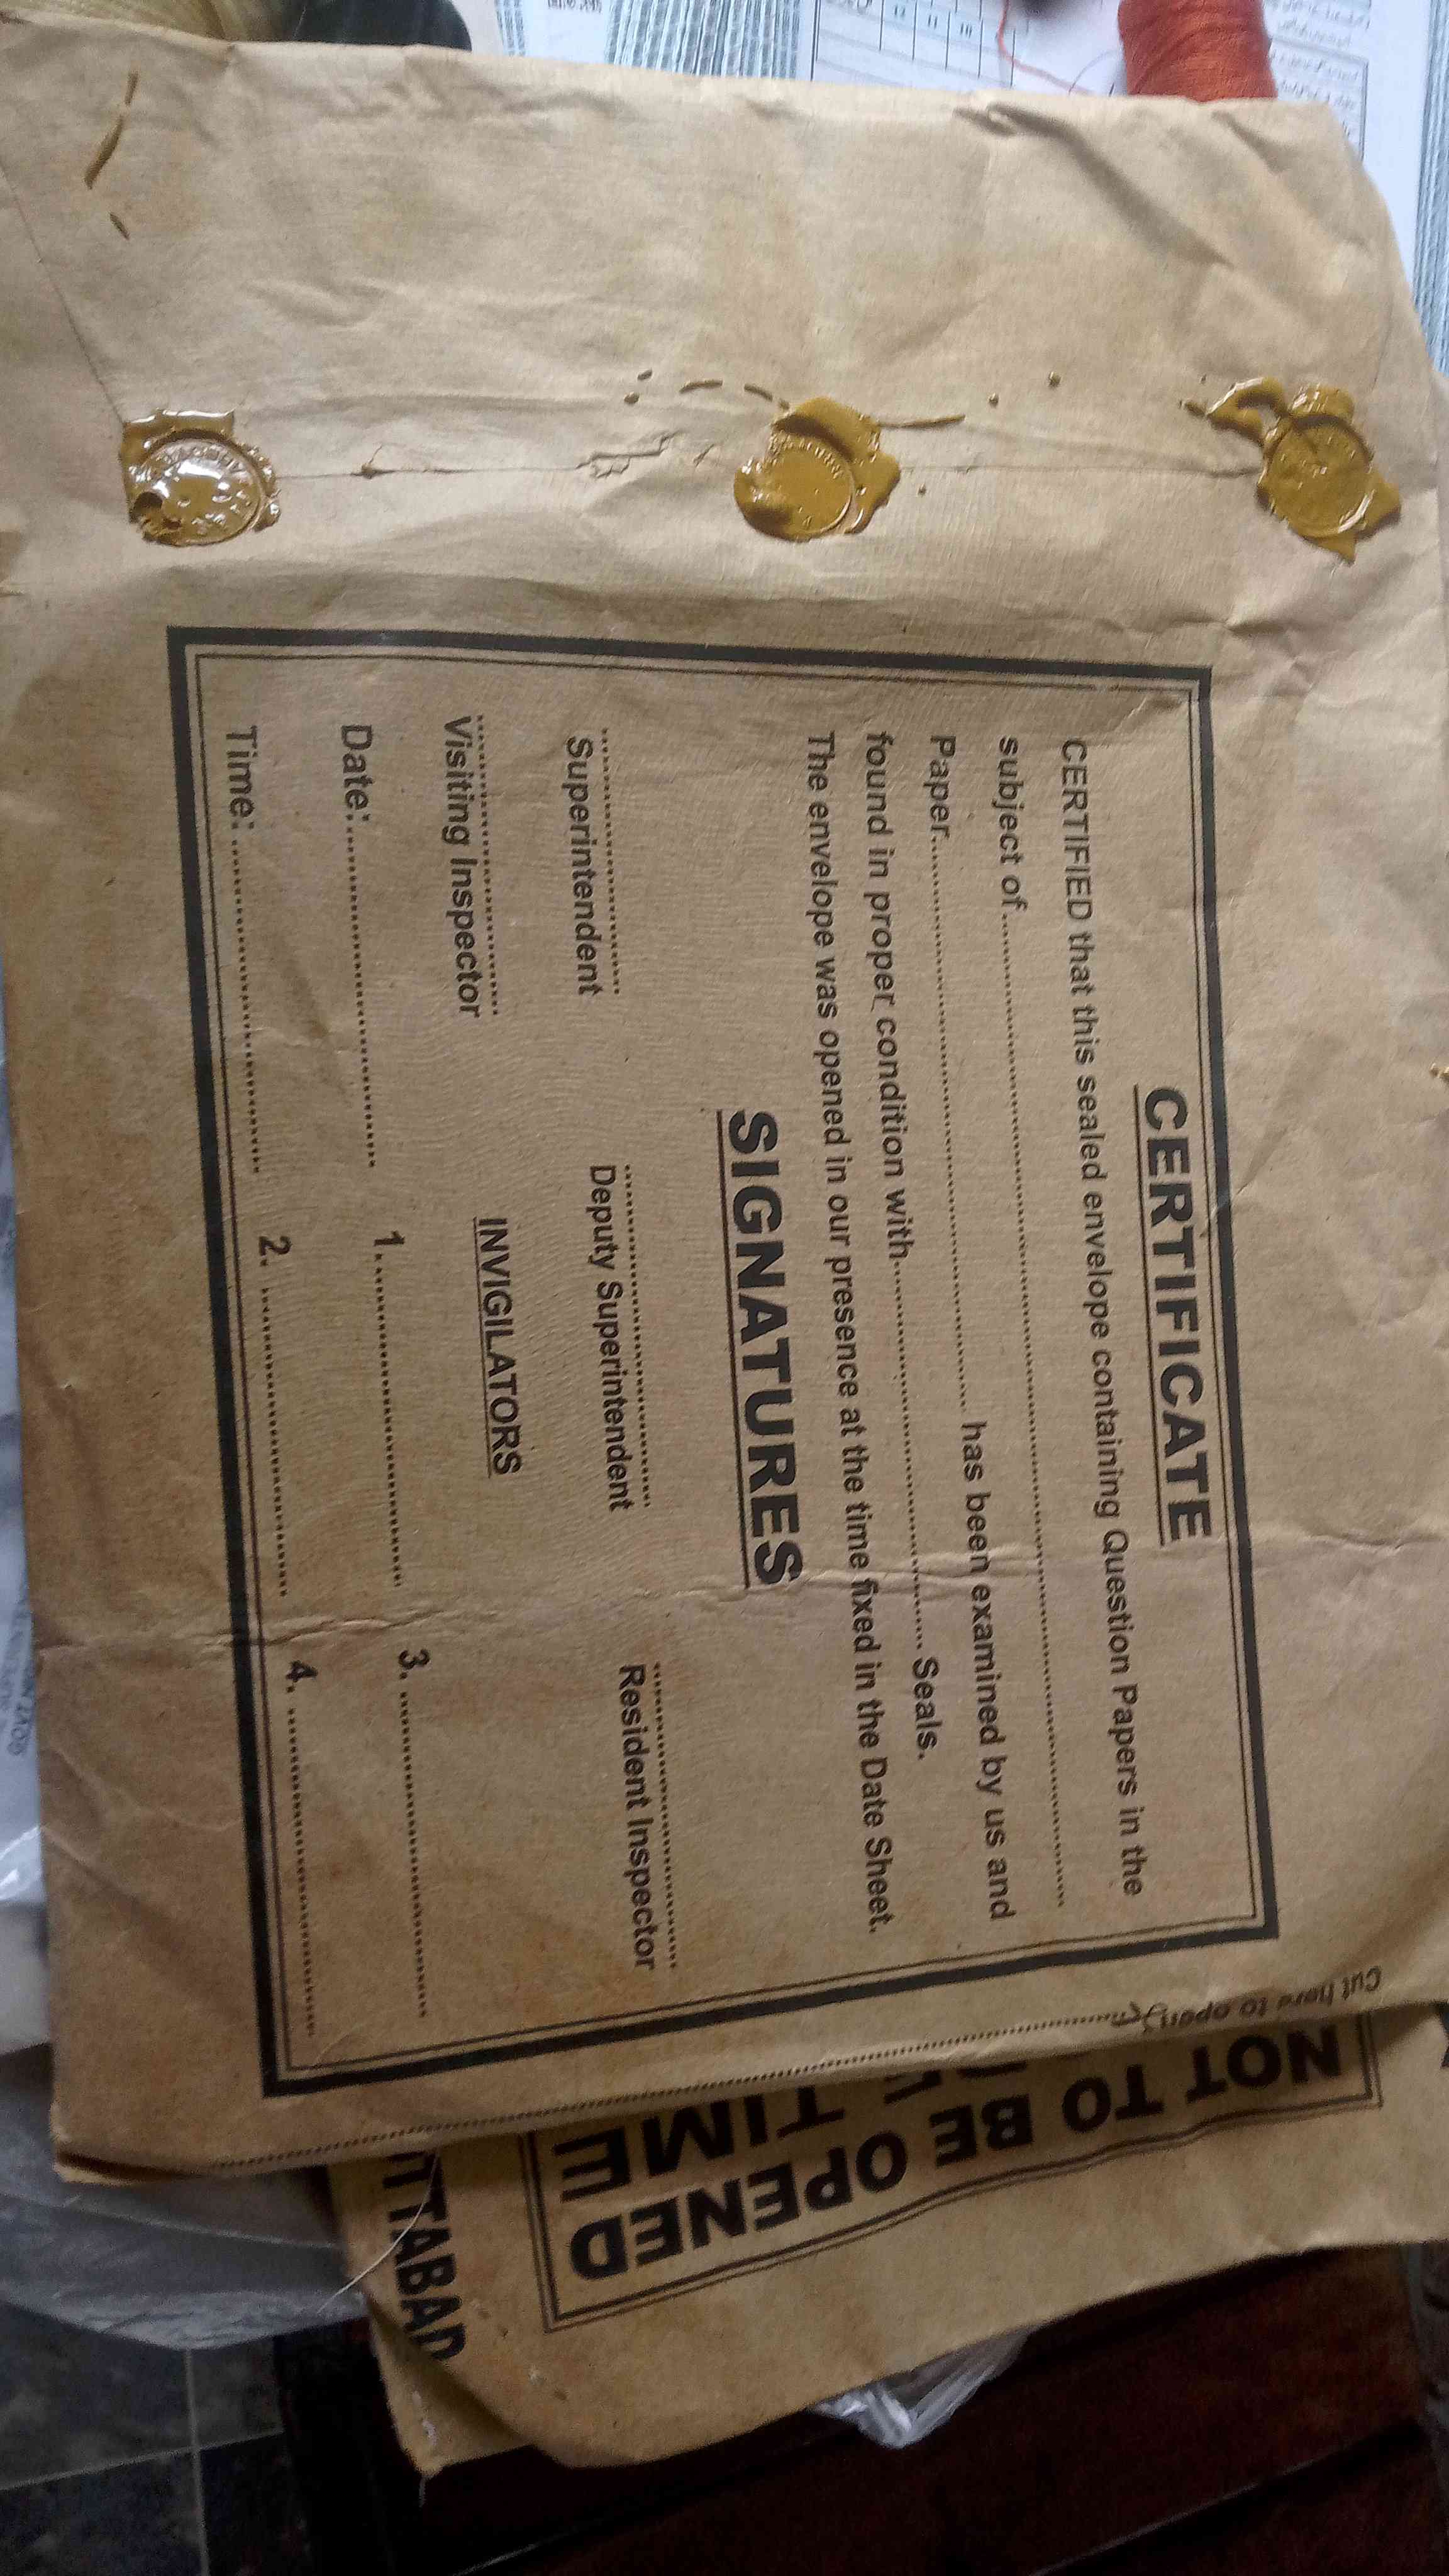 CERTIFICATE
CERTIFIED that this sealed envelope containing Question Papers in the
subject of..............................
Paper.............................. has been examined by us and
found in proper condition with.............................. Seals.
The envelope was opened in our presence at the time fixed in the Date Sheet.
SIGNATURES
Superintendent Deputy Superintendent Resident Inspector
Visiting Inspector INVIGILATORS
Date:.............................. 1............................... 3. ..............................
Time: .............................. 2. .............................. 4. ..............................
Cut here to open
NOT TO BE OPENED
TIME
TTABAD